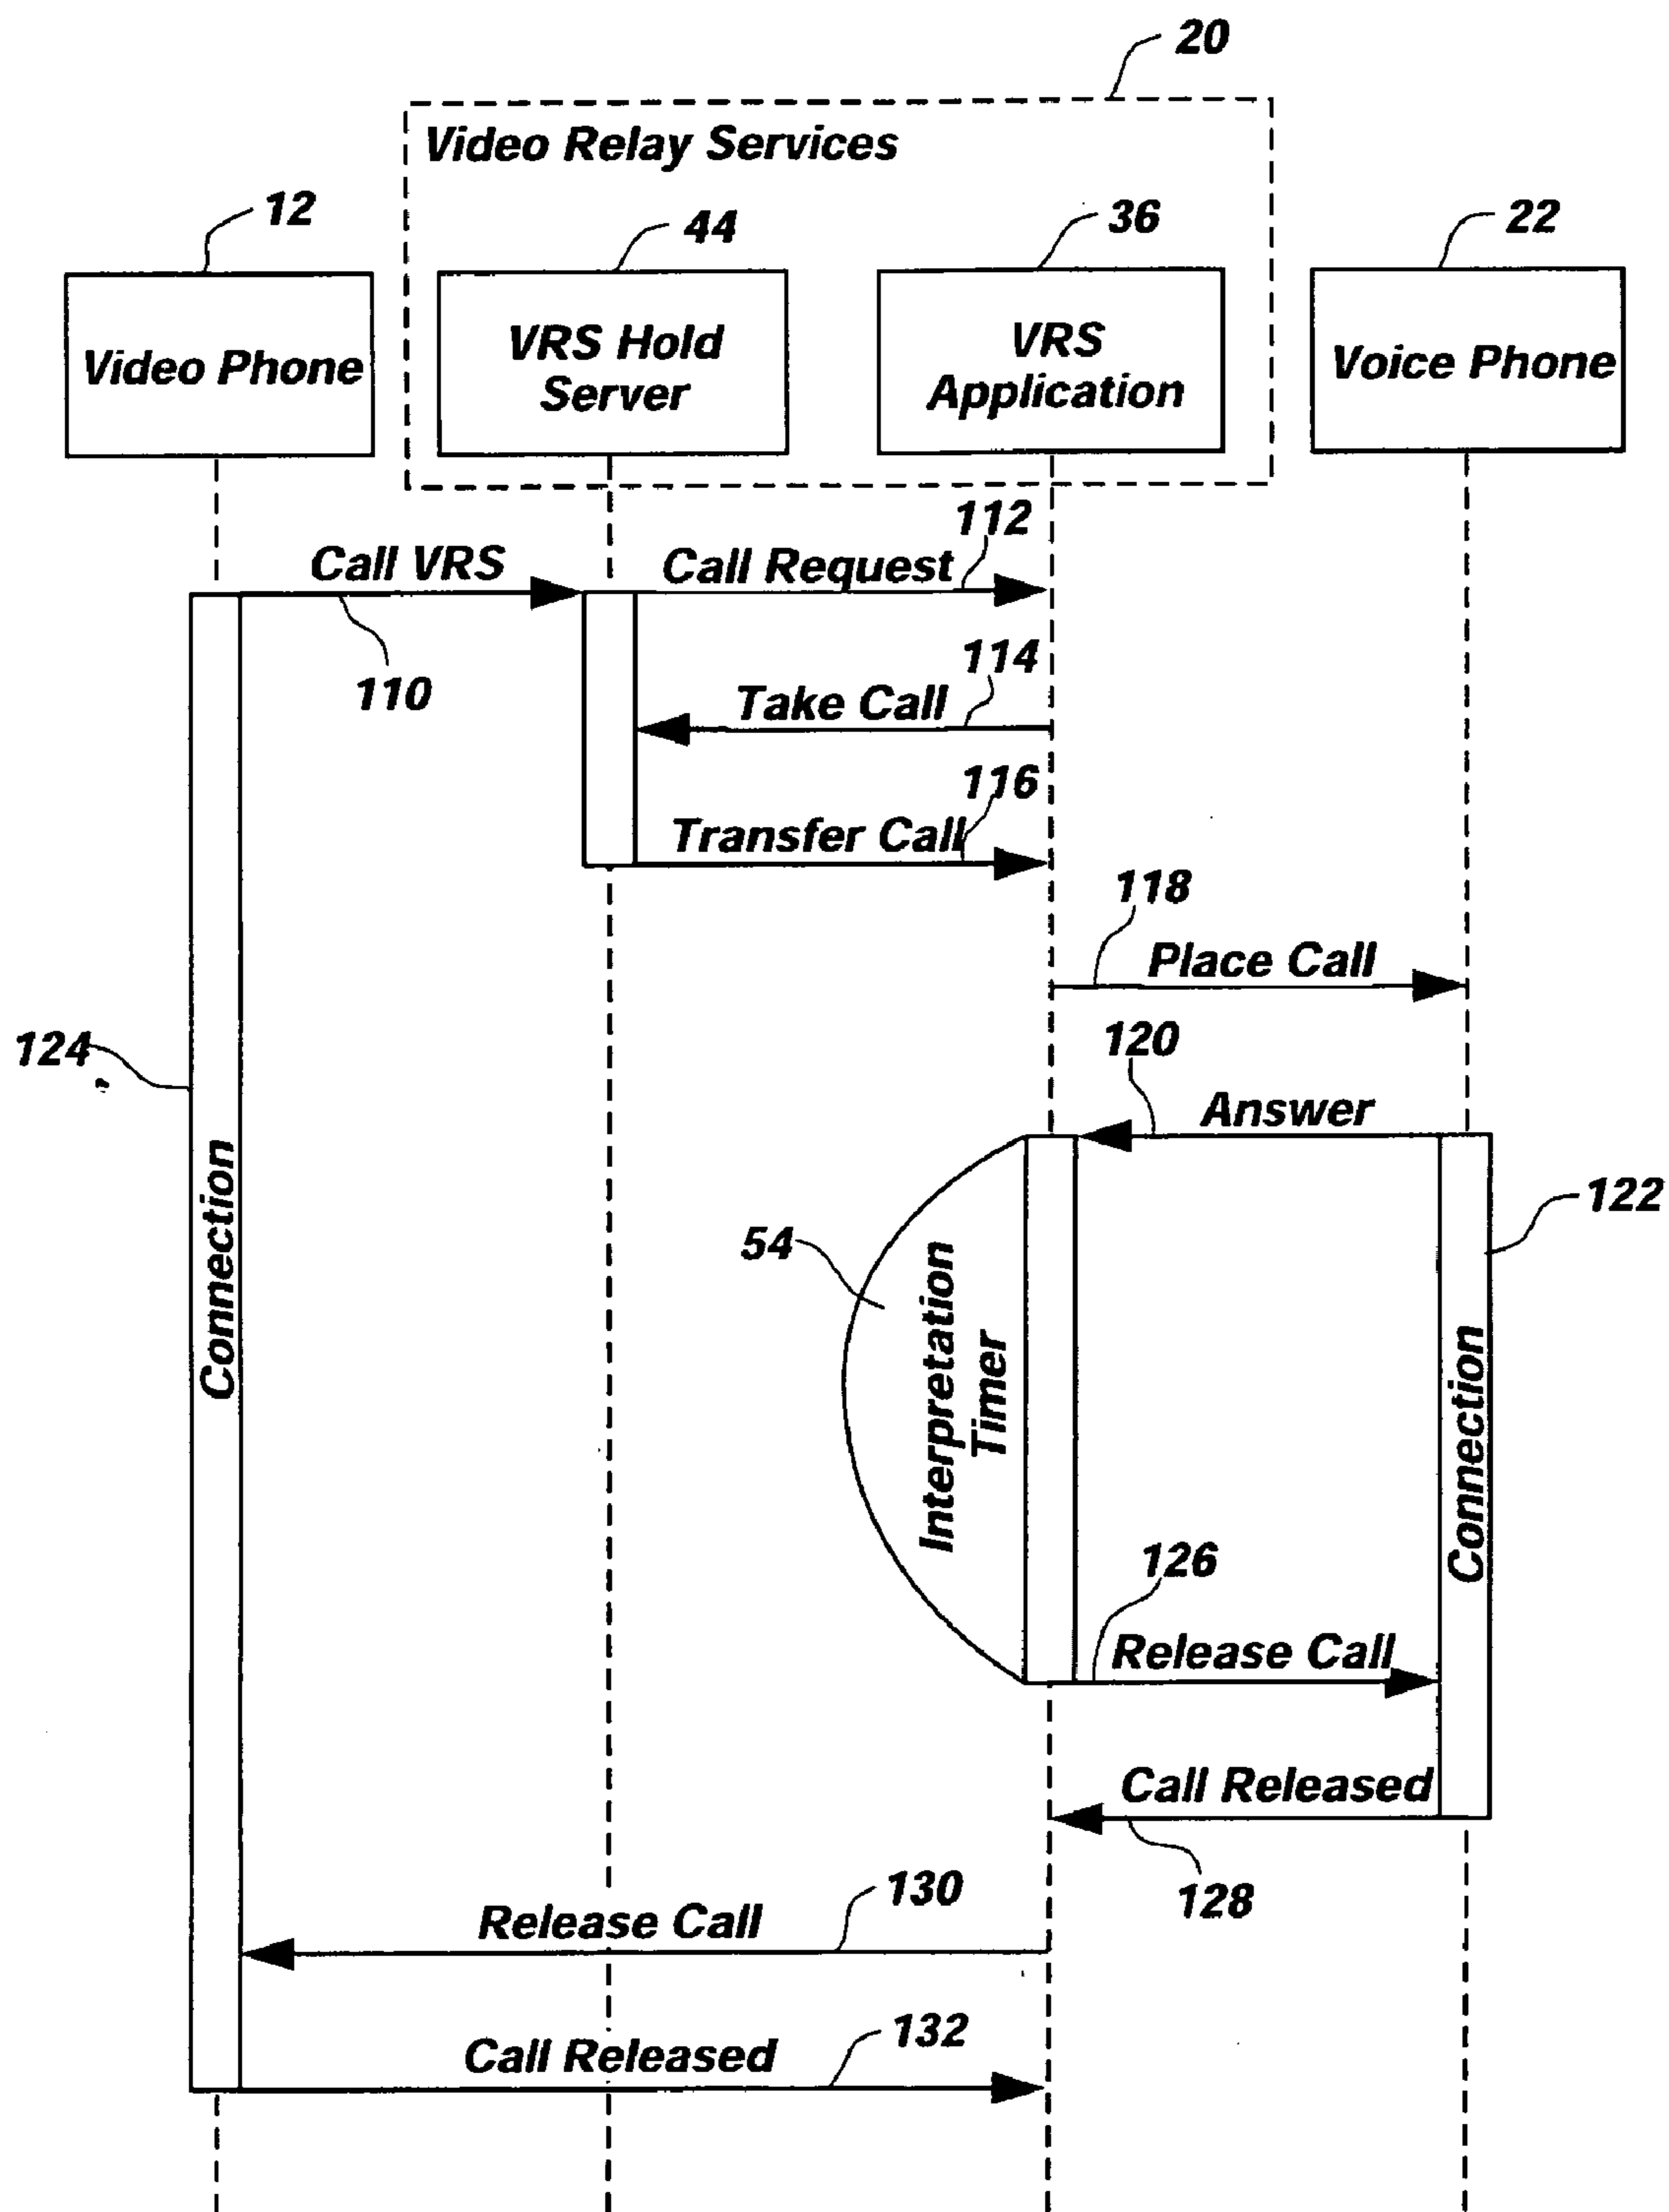 20
Video Relay Services
12
44
36
22
Video Phone
VRS Hold
Server
VRS
Application
Voice Phone
112
Call VRS
Call Request
110
114
Take Call
116
Transfer Call
118
Place Call
124
120
Answer
122
54
Connection
Interpretation
Timer
Connection
126
Release Call
Call Released
128
130
Release Call
132
Call Released